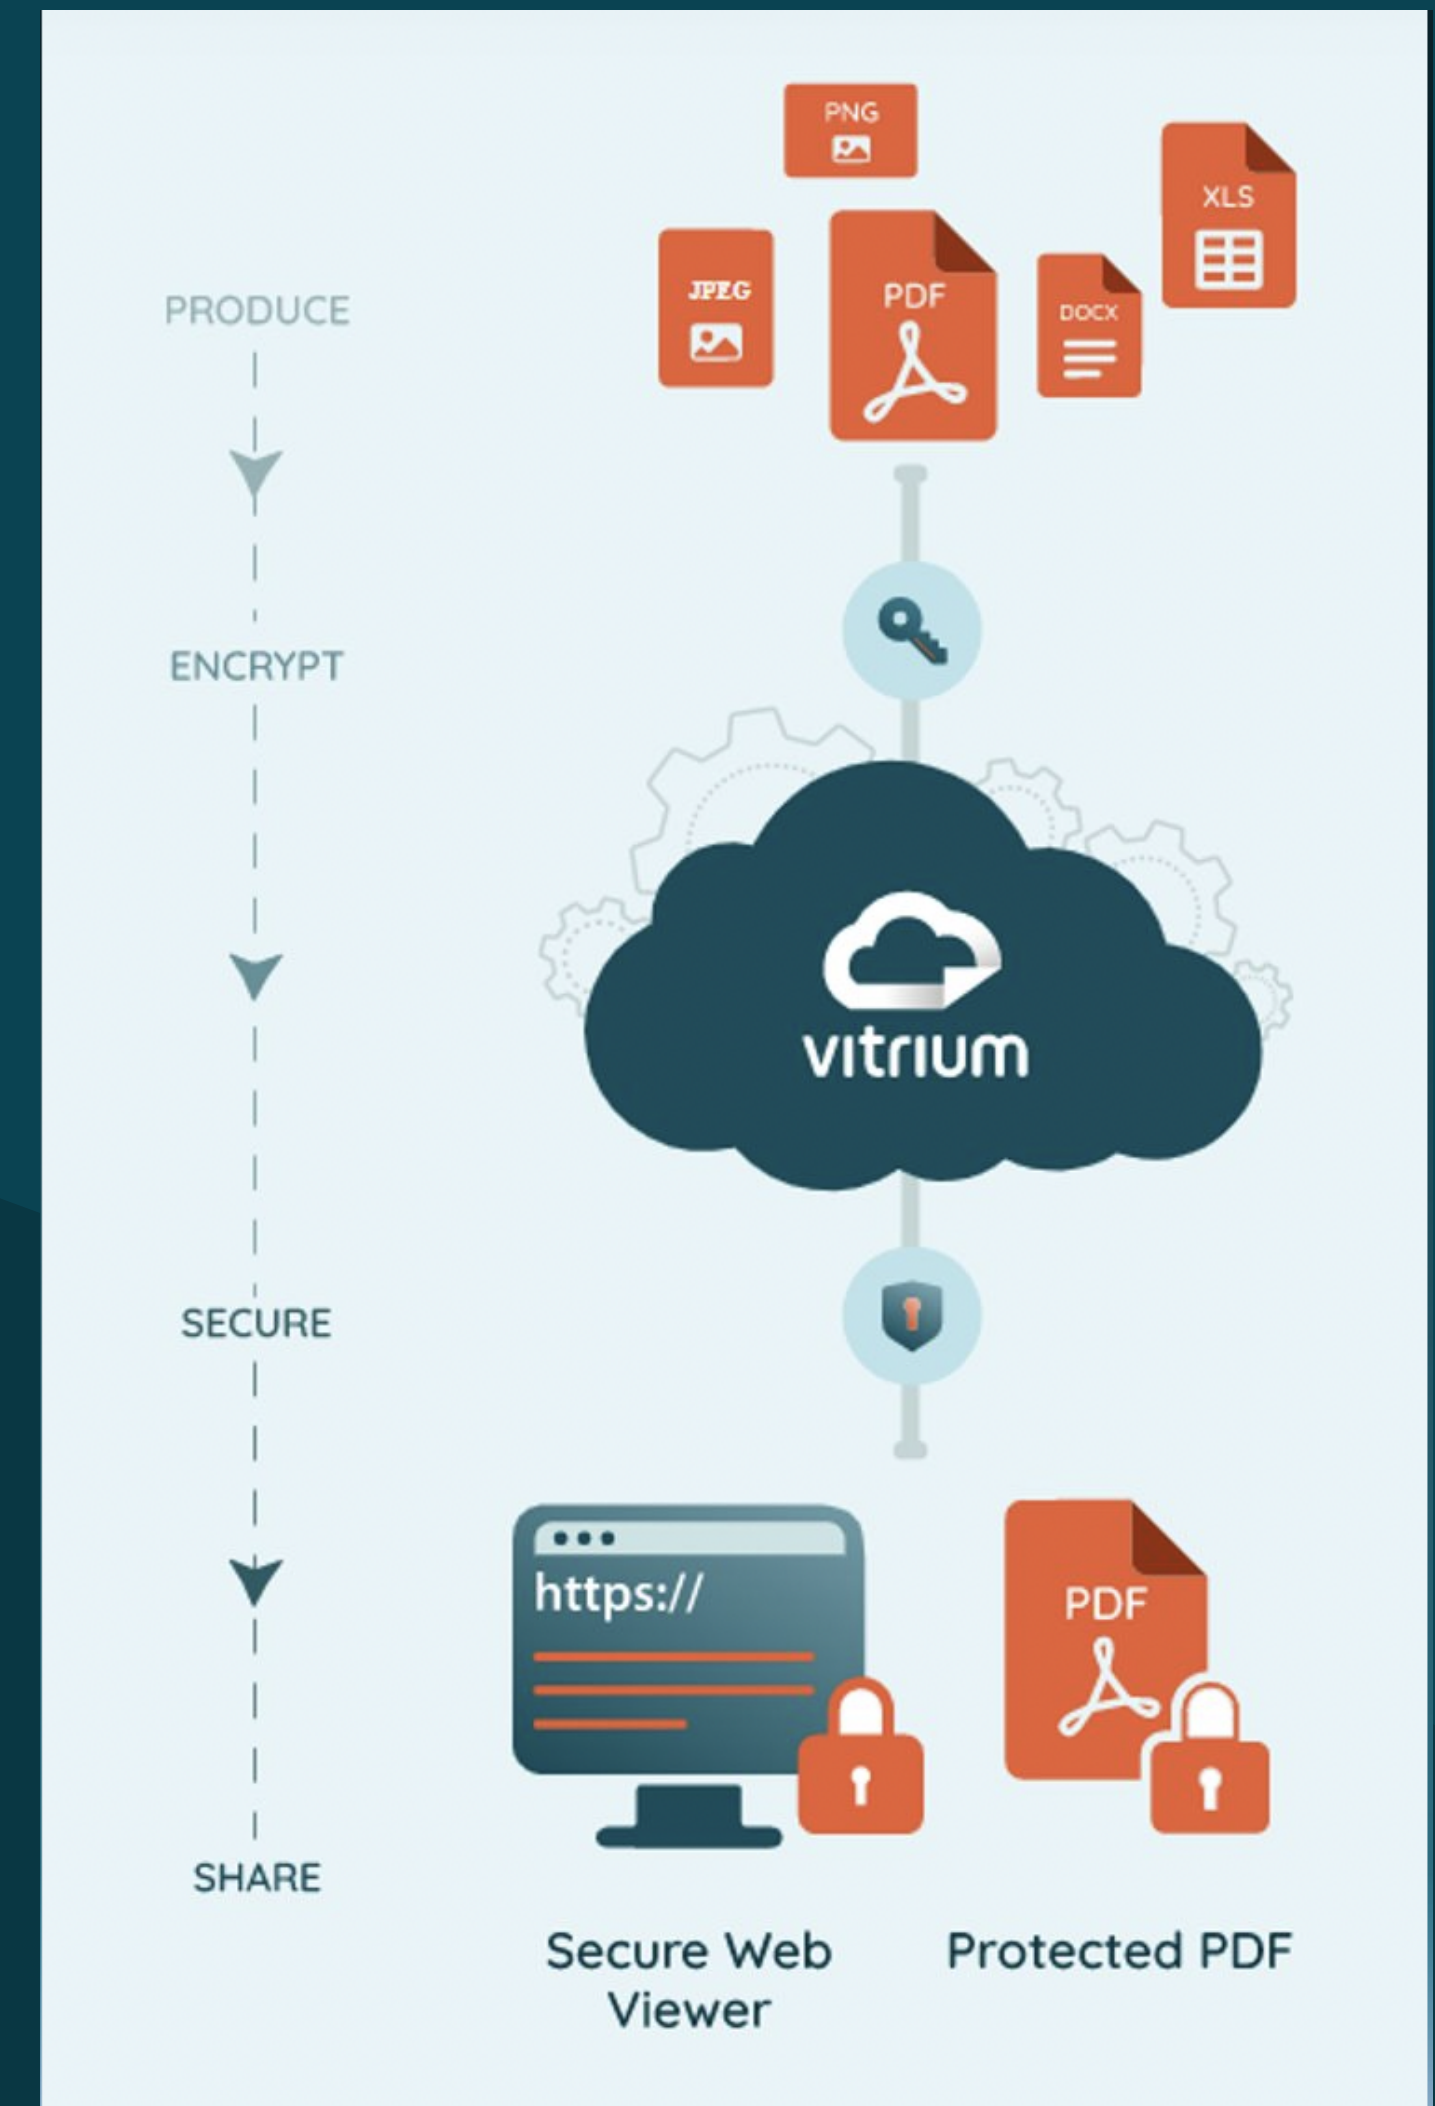 PNG
XLS
JPEG
PDF
DOCX
PRODUCE
ENCRYPT
vitrium
SECURE
https://
PDF
SHARE
Secure Web
Viewer
Protected PDF